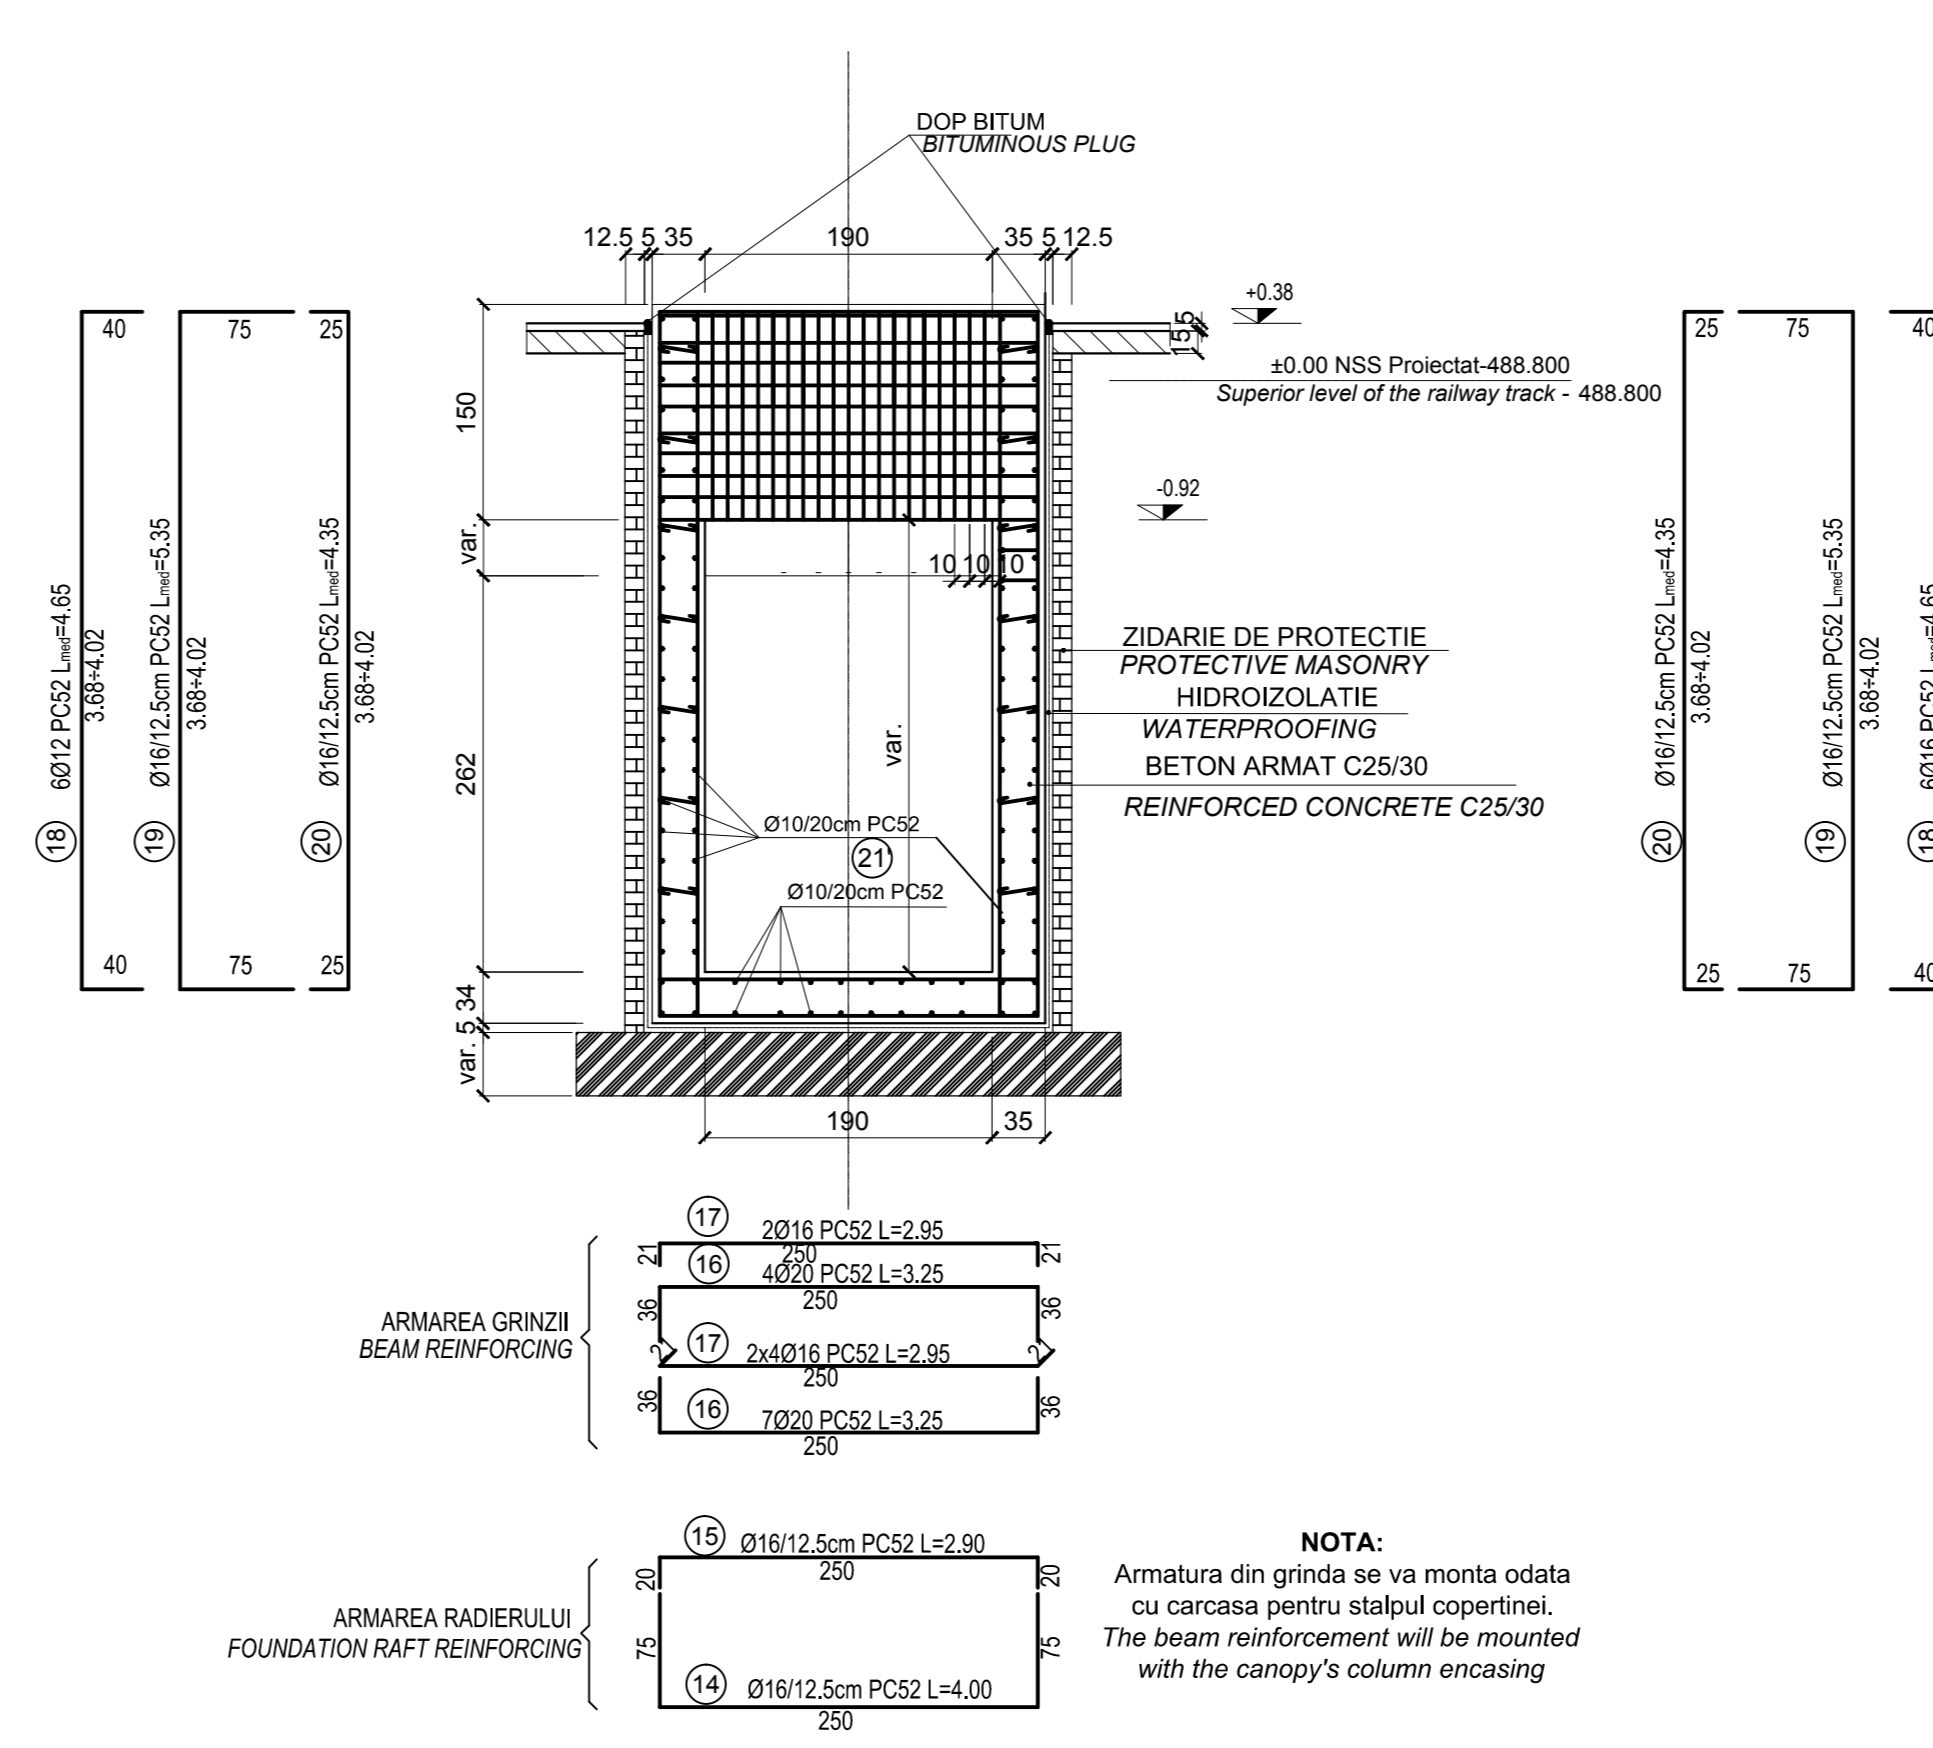 DOP BITUM
BITUMINOUS PLUG
12.5 5 35 190 35 5 12.5
+0.38
5
15
±0.00 NSS Proiectat-488.800
Superior level of the railway track - 488.800
-0.92
150
var.
262
34
5
var.
10 10 10
var.
ZIDARIE DE PROTECTIE
PROTECTIVE MASONRY
HIDROIZOLATIE
WATERPROOFING
BETON ARMAT C25/30
REINFORCED CONCRETE C25/30
Ø10/20cm PC52
21'
Ø10/20cm PC52
190 35
40
18 6Ø12 PC52 Lmed=4.65
3.68÷4.02
40
75
19 Ø16/12.5cm PC52 Lmed=5.35
3.68÷4.02
75
25
20 Ø16/12.5cm PC52 Lmed=4.35
3.68÷4.02
25
25
20 Ø16/12.5cm PC52 Lmed=4.35
3.68÷4.02
25
75
19 Ø16/12.5cm PC52 Lmed=5.35
3.68÷4.02
75
40
18 6Ø16 PC52 Lmed=4.65
40
ARMAREA GRINZII
BEAM REINFORCING
17 2Ø16 PC52 L=2.95
21 250 21
16 4Ø20 PC52 L=3.25
36 250 36
17 2x4Ø16 PC52 L=2.95
21 250 21
16 7Ø20 PC52 L=3.25
36 250 36
ARMAREA RADIERULUI
FOUNDATION RAFT REINFORCING
15 Ø16/12.5cm PC52 L=2.90
20 250 20
75 75
14 Ø16/12.5cm PC52 L=4.00
250
NOTA:
Armatura din grinda se va monta odata
cu carcasa pentru stalpul copertinei.
The beam reinforcement will be mounted
with the canopy's column encasing